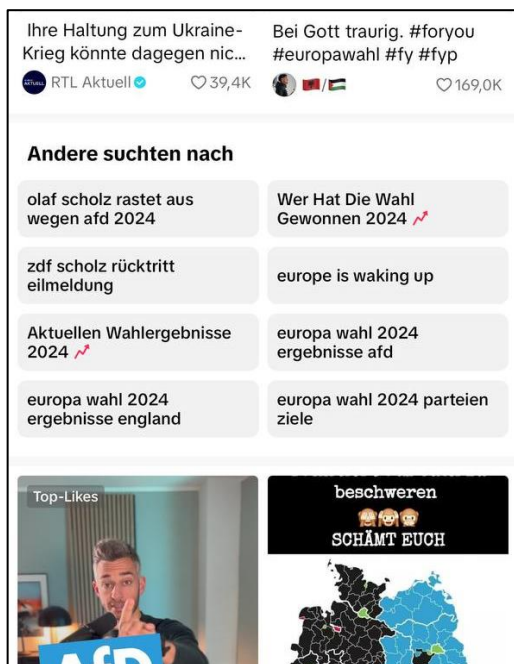 Ihre Haltung zum Ukraine-
Krieg könnte dagegen nic...
RTL Aktuell
39,4K
Bei Gott traurig. #foryou
#europawahl #fy #fyp
/
169,0K
Andere suchten nach
olaf scholz rastet aus
wegen afd 2024
Wer Hat Die Wahl
Gewonnen 2024
zdf scholz rücktritt
eilmeldung
europe is waking up
Aktuellen Wahlergebnisse
2024
europa wahl 2024
ergebnisse afd
europa wahl 2024
ergebnisse england
europa wahl 2024 parteien
ziele
Top-Likes
AfD
beschweren
SCHÄMT EUCH